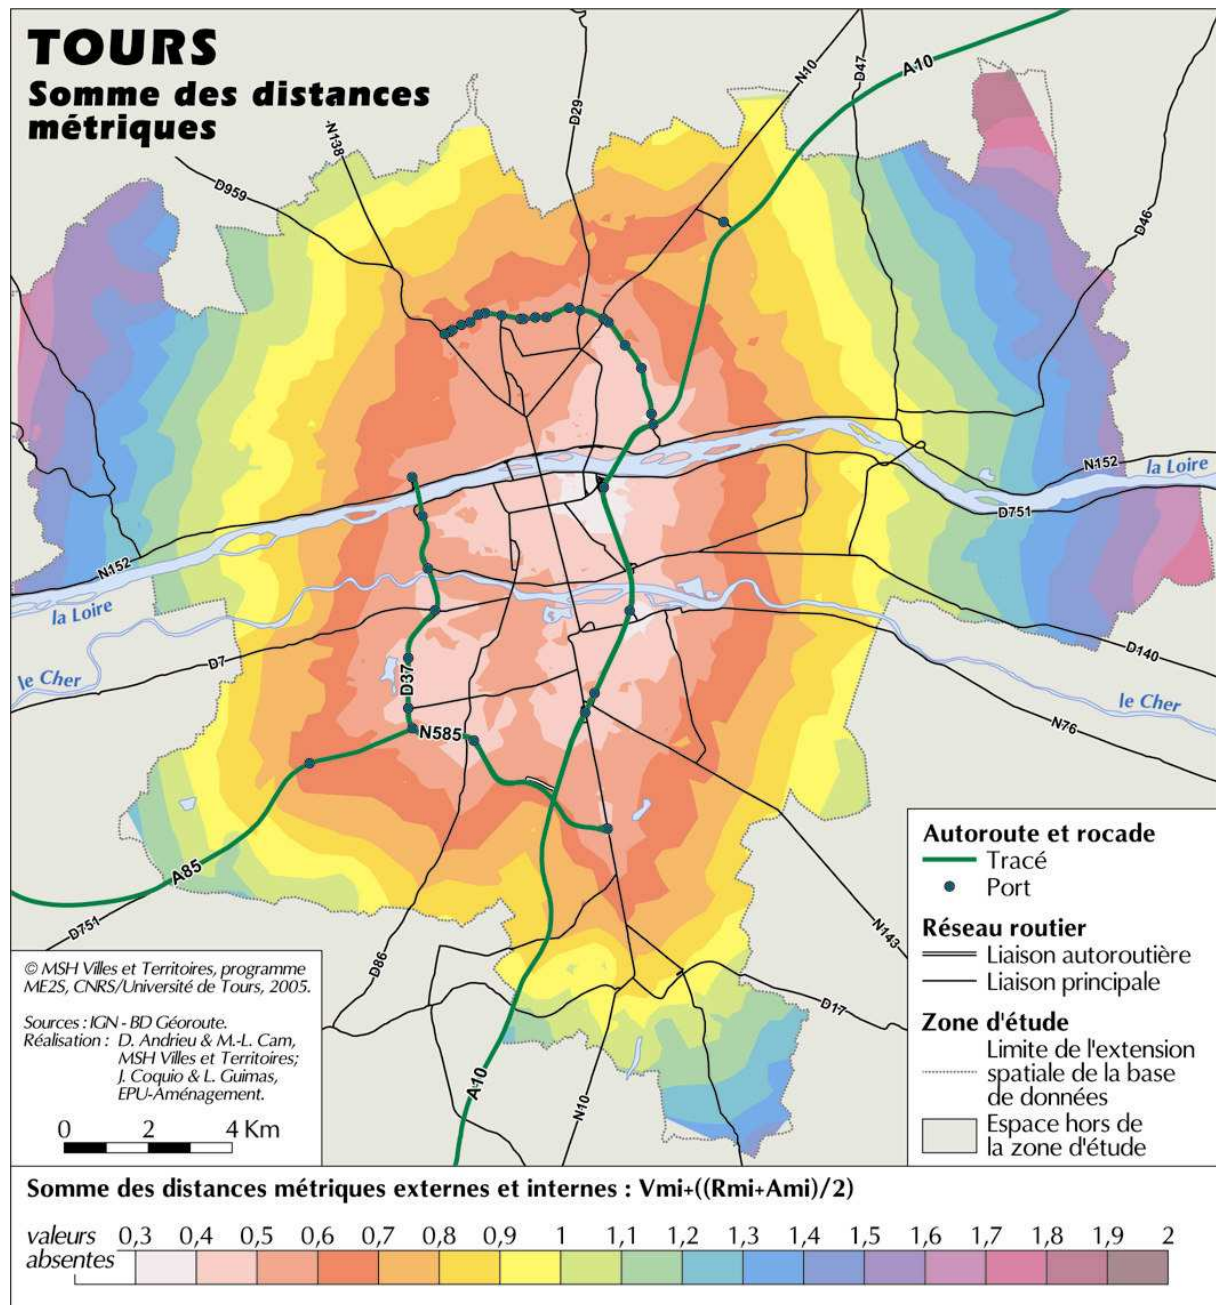 TOURS
Somme des distances
métriques
N138
D959
D29
N10
D47
A10
D46
N152
la Loire
D751
N152
la Loire
le Cher
D7
D37
N585
D140
le Cher
N76
A85
D751
D86
A10
N10
D17
N143
Autoroute et rocade
Tracé
Port
Réseau routier
Liaison autoroutière
Liaison principale
Zone d'étude
Limite de l'extension
spatiale de la base
de données
Espace hors de
la zone d'étude
© MSH Villes et Territoires, programme
ME2S, CNRS/Université de Tours, 2005.
Sources : IGN - BD Géoroute.
Réalisation : D. Andrieu & M.-L. Cam,
MSH Villes et Territoires;
J. Coquio & L. Guimas,
EPU-Aménagement.
0 2 4 Km
Somme des distances métriques externes et internes : Vmi+((Rmi+Ami)/2)
valeurs
absentes
0,3 0,4 0,5 0,6 0,7 0,8 0,9 1 1,1 1,2 1,3 1,4 1,5 1,6 1,7 1,8 1,9 2